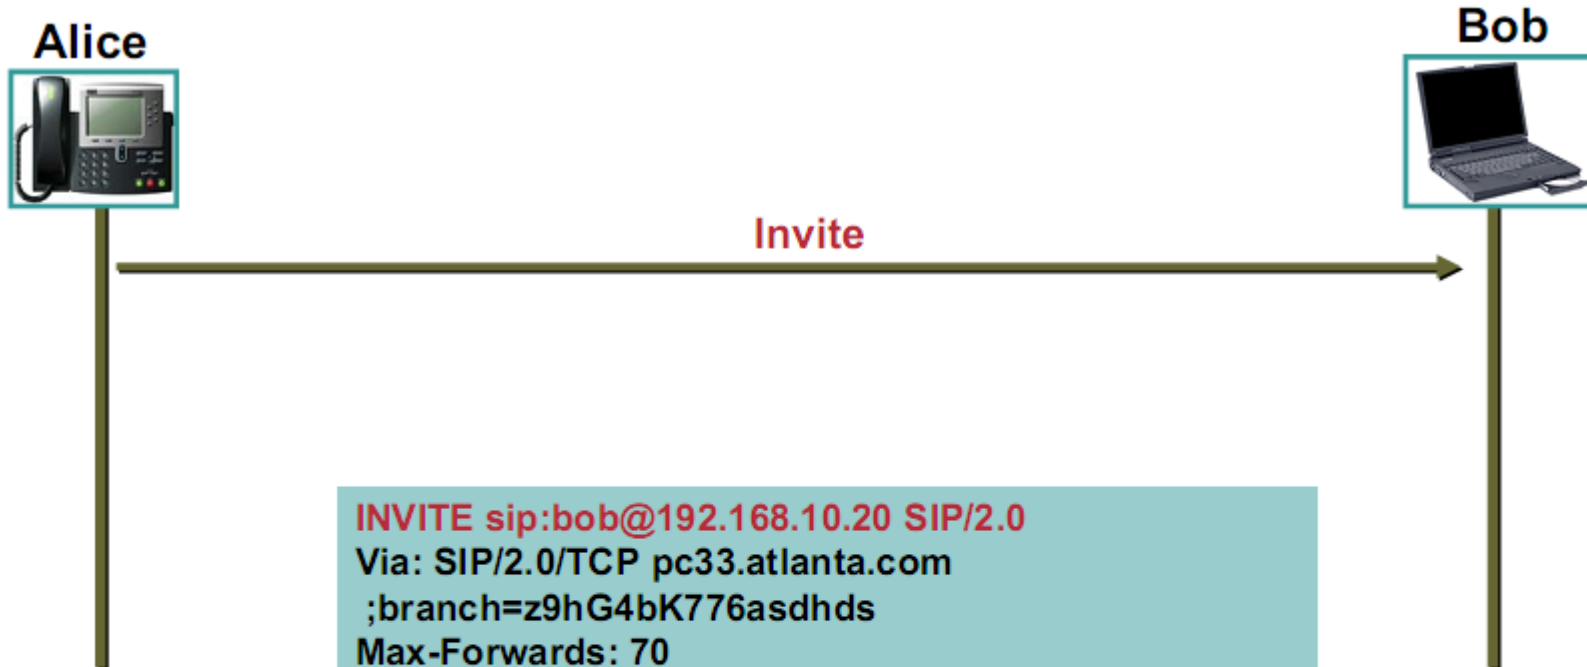 Alice
Bob
Invite
INVITE sip:bob@192.168.10.20 SIP/2.0
Via: SIP/2.0/TCP pc33.atlanta.com
;branch=z9hG4bK776asdhds
Max-Forwards: 70